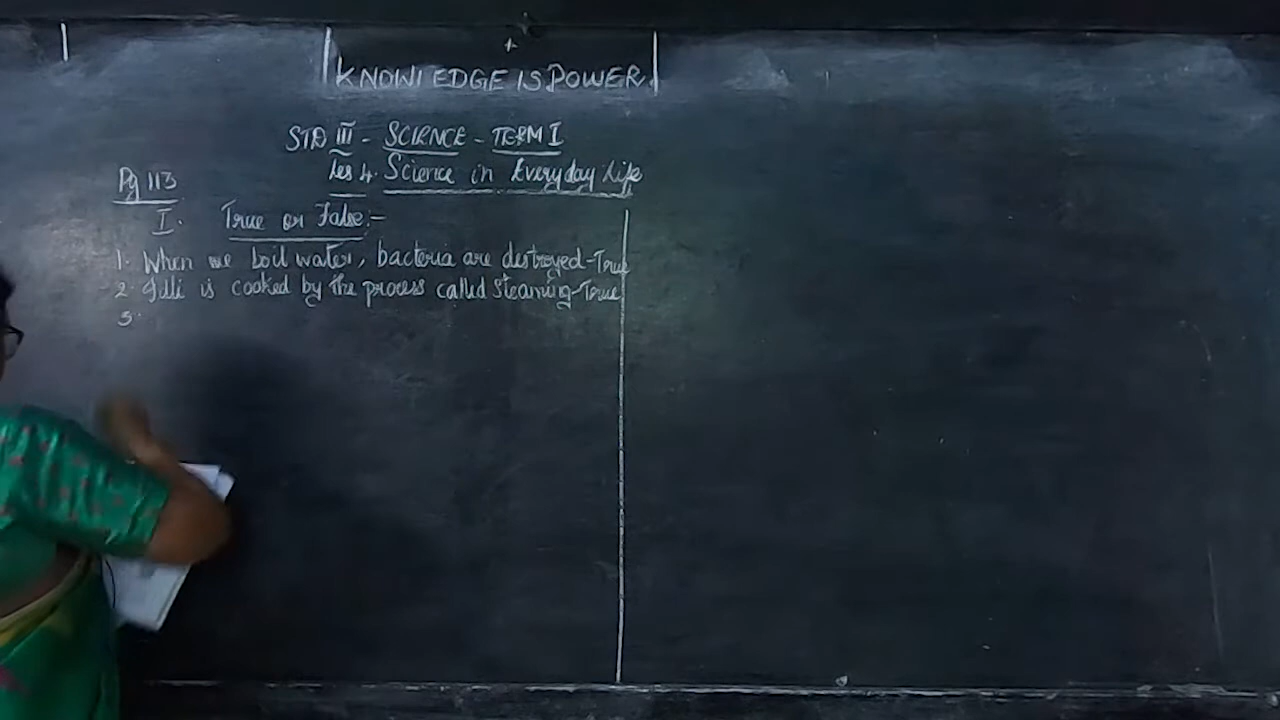 +
KNOWLEDGE IS POWER.
STD III - SCIENCE - TERM I
Les 4. Science in Everyday Life
Pg 113
I. True or False:-
1. When we boil water, bacteria are destroyed-True
2. Idli is cooked by the process called Steaming-True
3.